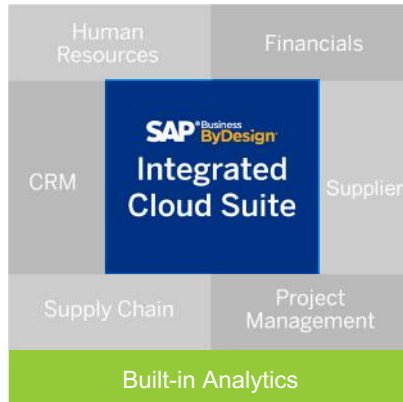 Human
Resources
Financials
SAP® Business
ByDesign
Integrated
Cloud Suite
CRM
Supplier
Supply Chain
Project
Management
Built-in Analytics